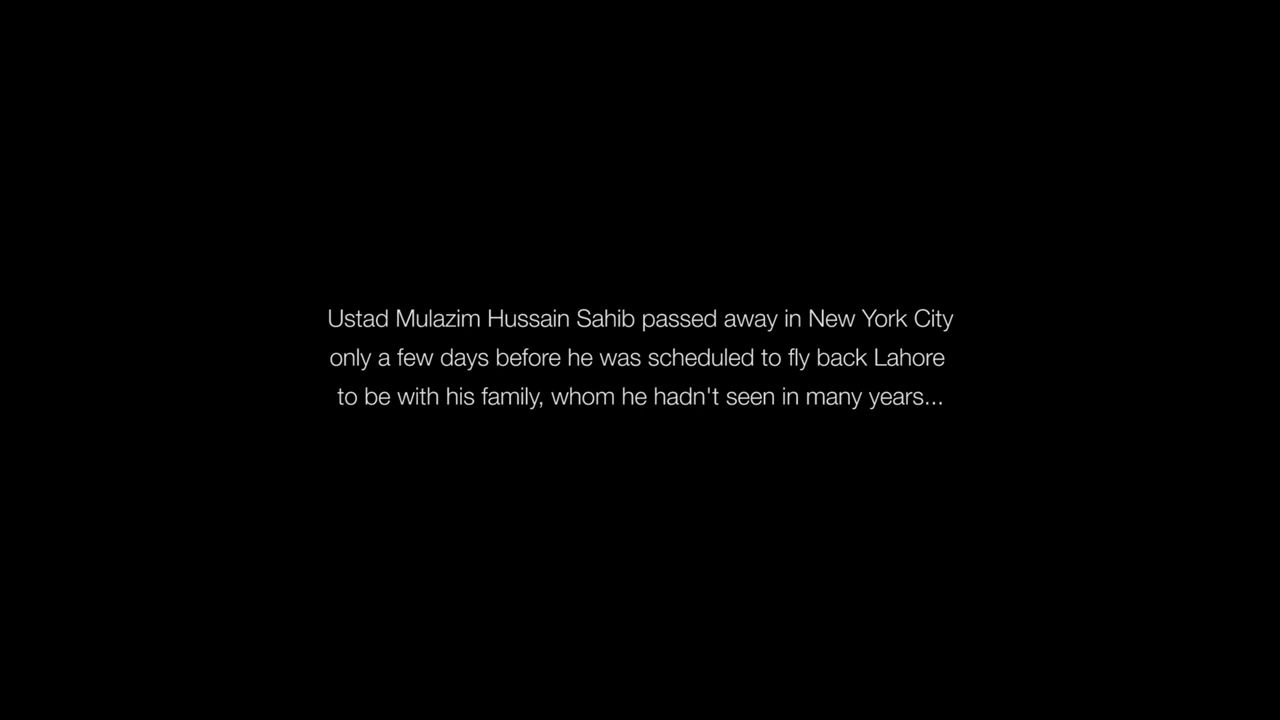 Ustad Mulazim Hussain Sahib passed away in New York City
only a few days before he was scheduled to fly back Lahore
to be with his family, whom he hadn't seen in many years...